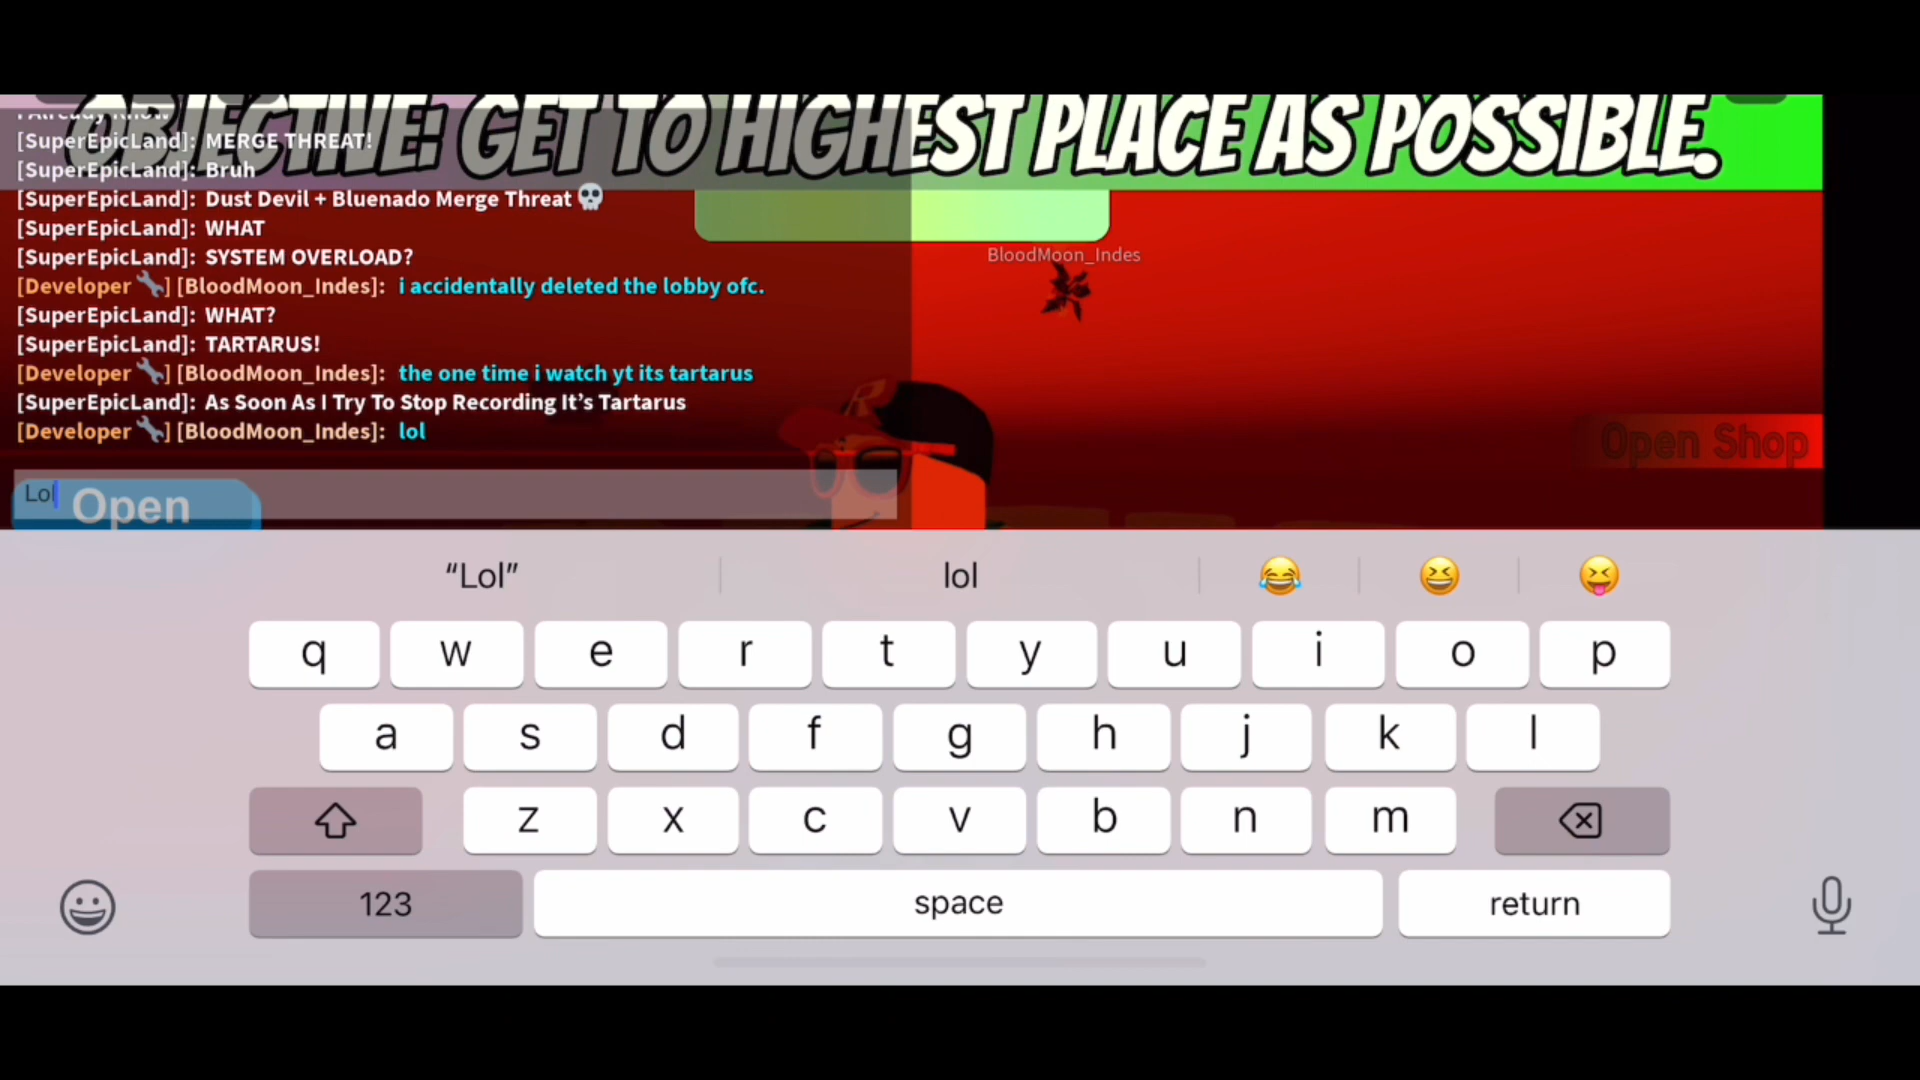 OBJECTIVE: GET TO HIGHEST PLACE AS POSSIBLE.
I Already Know
[SuperEpicLand]: MERGE THREAT!
[SuperEpicLand]: Bruh
[SuperEpicLand]: Dust Devil + Bluenado Merge Threat 💀
[SuperEpicLand]: WHAT
[SuperEpicLand]: SYSTEM OVERLOAD?
[Developer 🔧] [BloodMoon_Indes]: i accidentally deleted the lobby ofc.
[SuperEpicLand]: WHAT?
[SuperEpicLand]: TARTARUS!
[Developer 🔧] [BloodMoon_Indes]: the one time i watch yt its tartarus
[SuperEpicLand]: As Soon As I Try To Stop Recording It’s Tartarus
[Developer 🔧] [BloodMoon_Indes]: lol
BloodMoon_Indes
Open Shop
Lol
Open
“Lol” lol 😂 😆 😝
q w e r t y u i o p
a s d f g h j k l
z x c v b n m
123 space return